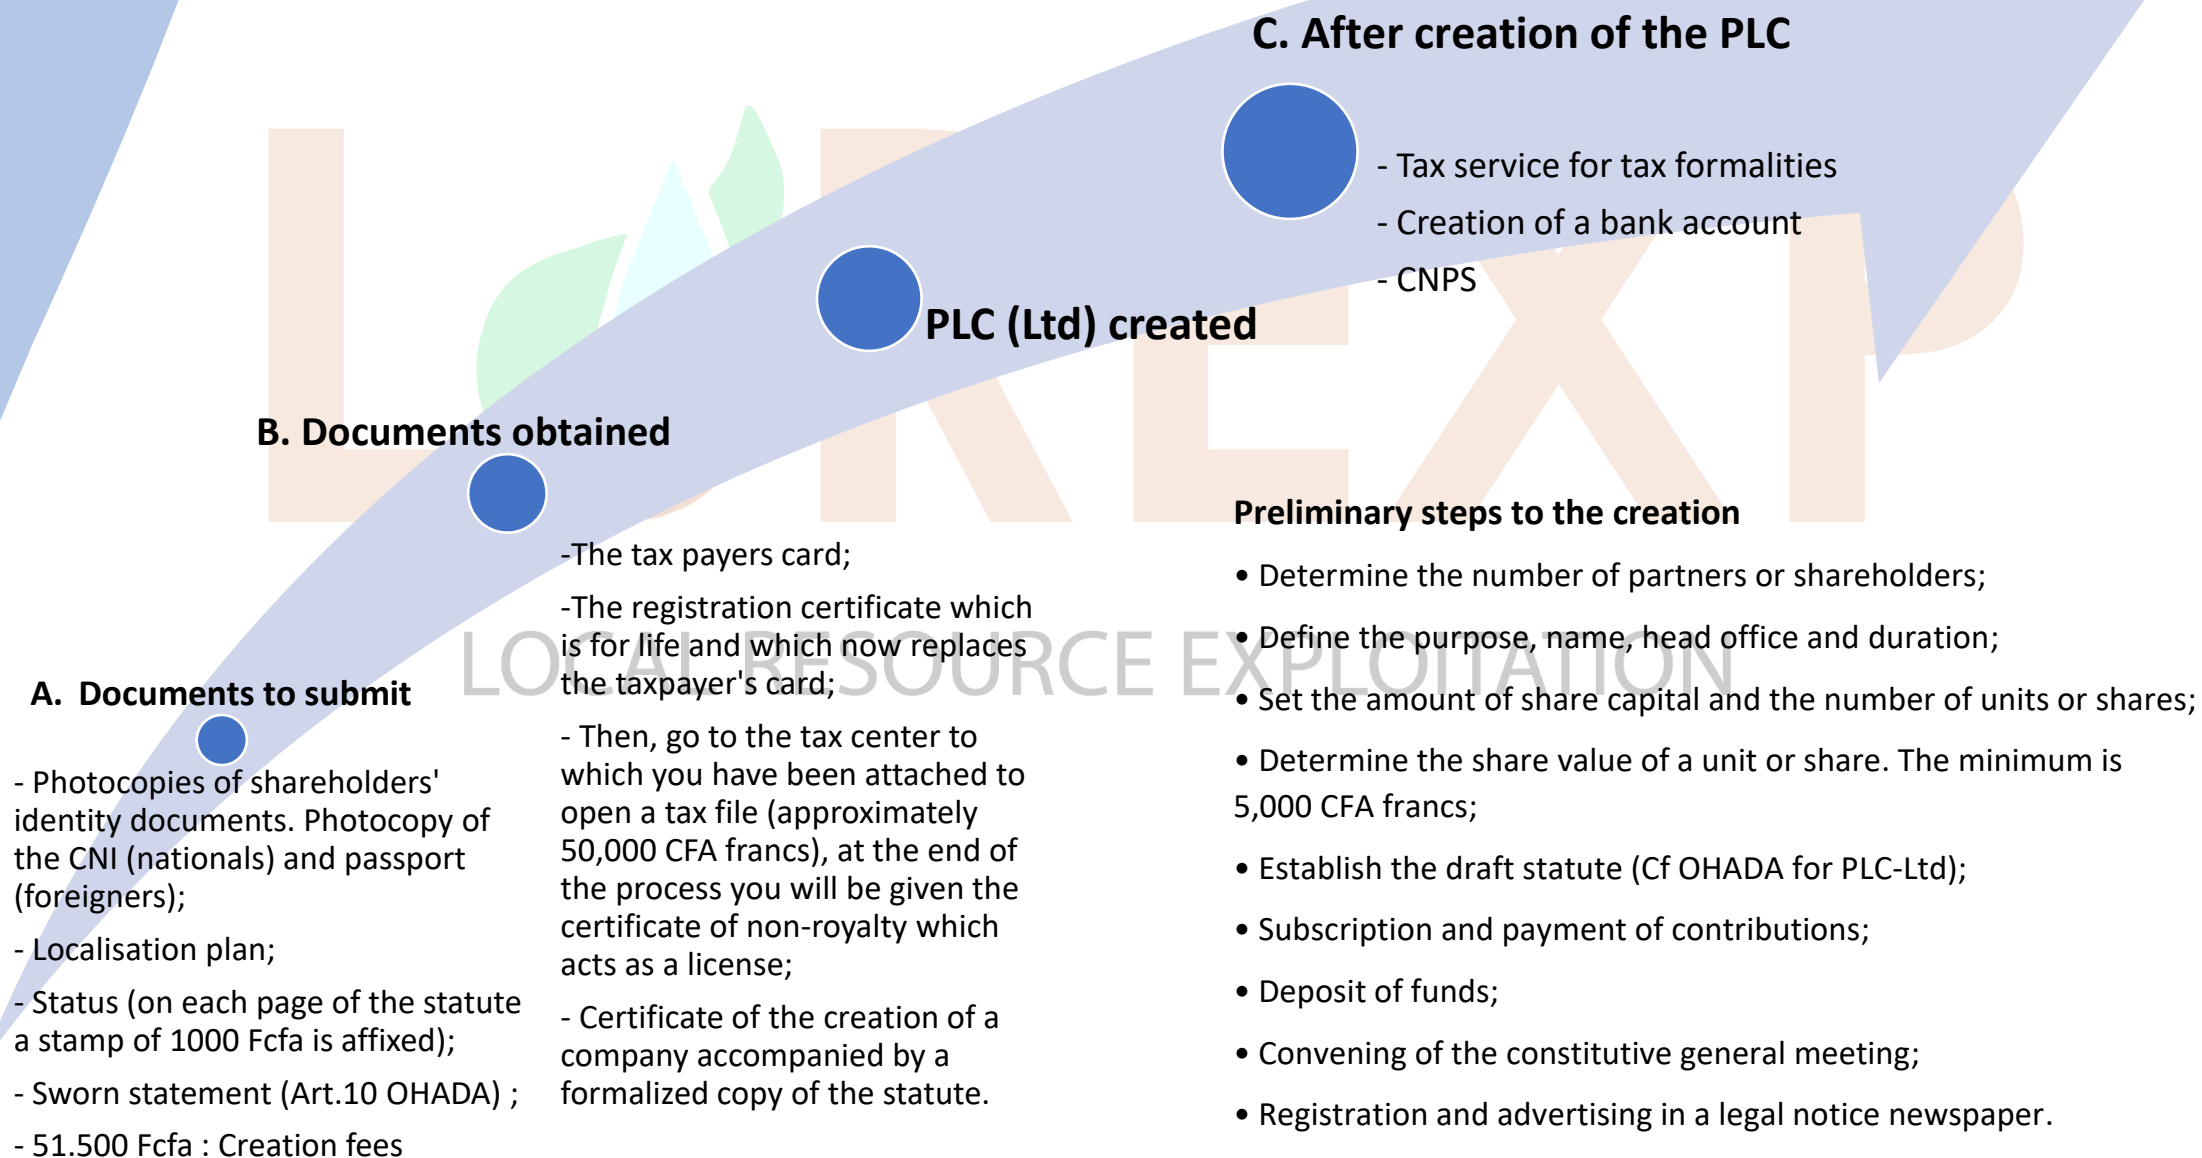 C. After creation of the PLC
- Tax service for tax formalities
- Creation of a bank account
- CNPS
PLC (Ltd) created
B. Documents obtained
-The tax payers card;
-The registration certificate which
is for life and which now replaces
the taxpayer's card;
- Then, go to the tax center to
which you have been attached to
open a tax file (approximately
50,000 CFA francs), at the end of
the process you will be given the
certificate of non-royalty which
acts as a license;
- Certificate of the creation of a
company accompanied by a
formalized copy of the statute.
A. Documents to submit
- Photocopies of shareholders'
identity documents. Photocopy of
the CNI (nationals) and passport
(foreigners);
- Localisation plan;
- Status (on each page of the statute
a stamp of 1000 Fcfa is affixed);
- Sworn statement (Art.10 OHADA) ;
- 51.500 Fcfa : Creation fees
Preliminary steps to the creation
• Determine the number of partners or shareholders;
• Define the purpose, name, head office and duration;
• Set the amount of share capital and the number of units or shares;
• Determine the share value of a unit or share. The minimum is
5,000 CFA francs;
• Establish the draft statute (Cf OHADA for PLC-Ltd);
• Subscription and payment of contributions;
• Deposit of funds;
• Convening of the constitutive general meeting;
• Registration and advertising in a legal notice newspaper.
LOREXP
LOCAL RESOURCE EXPLOITATION